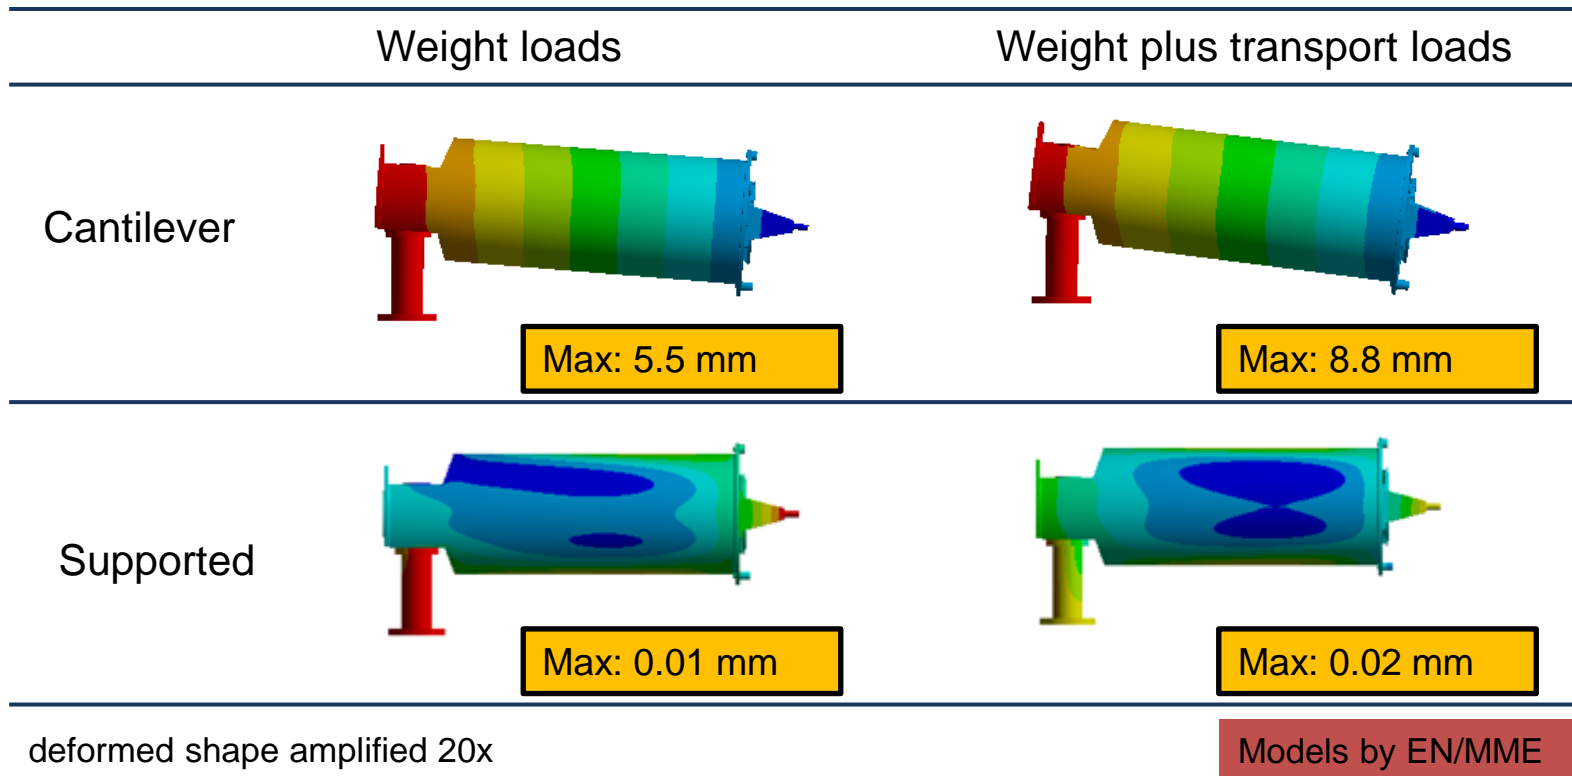 Weight loads
Weight plus transport loads
Cantilever
Max: 5.5 mm
Max: 8.8 mm
Supported
Max: 0.01 mm
Max: 0.02 mm
deformed shape amplified 20x
Models by EN/MME